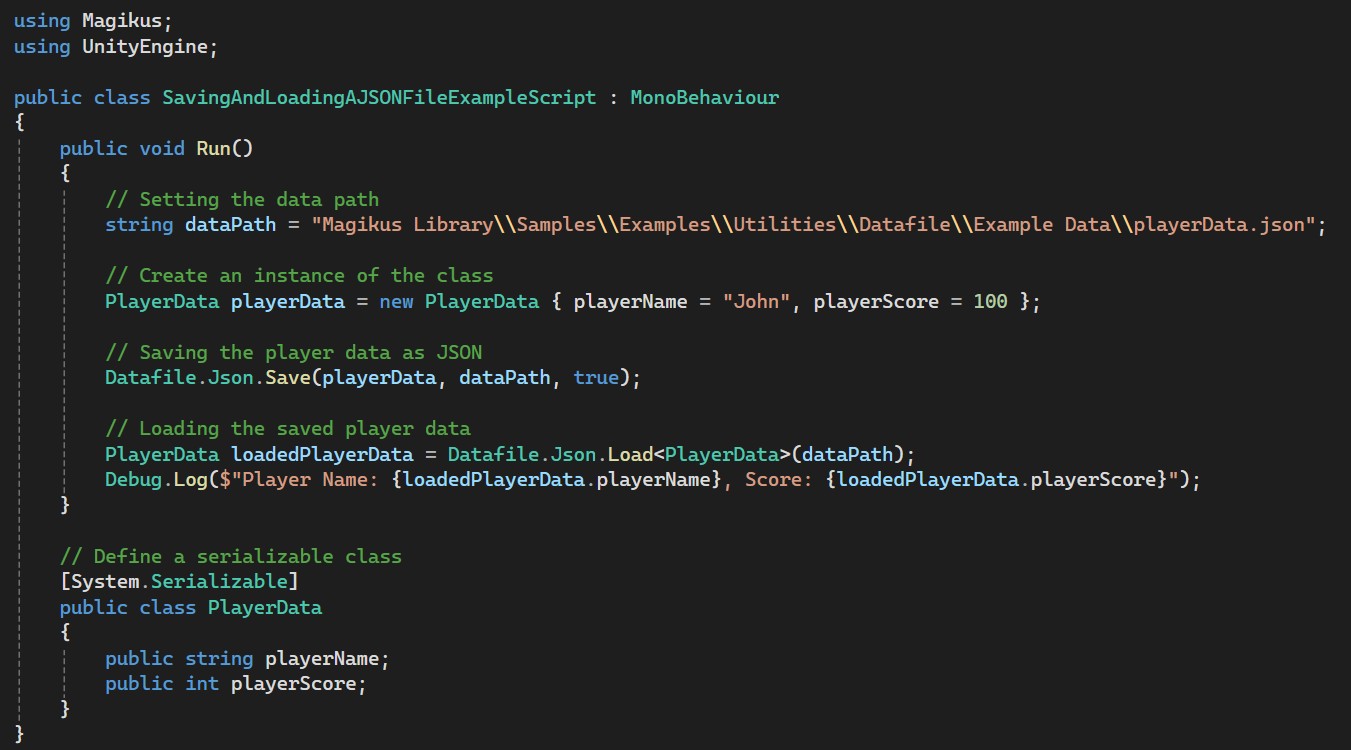 using Magikus;
using UnityEngine;

public class SavingAndLoadingAJSONFileExampleScript : MonoBehaviour
{
    public void Run()
    {
        // Setting the data path
        string dataPath = "Magikus Library\\Samples\\Examples\\Utilities\\Datafile\\Example Data\\playerData.json";

        // Create an instance of the class
        PlayerData playerData = new PlayerData { playerName = "John", playerScore = 100 };

        // Saving the player data as JSON
        Datafile.Json.Save(playerData, dataPath, true);

        // Loading the saved player data
        PlayerData loadedPlayerData = Datafile.Json.Load<PlayerData>(dataPath);
        Debug.Log($"Player Name: {loadedPlayerData.playerName}, Score: {loadedPlayerData.playerScore}");
    }

    // Define a serializable class
    [System.Serializable]
    public class PlayerData
    {
        public string playerName;
        public int playerScore;
    }
}